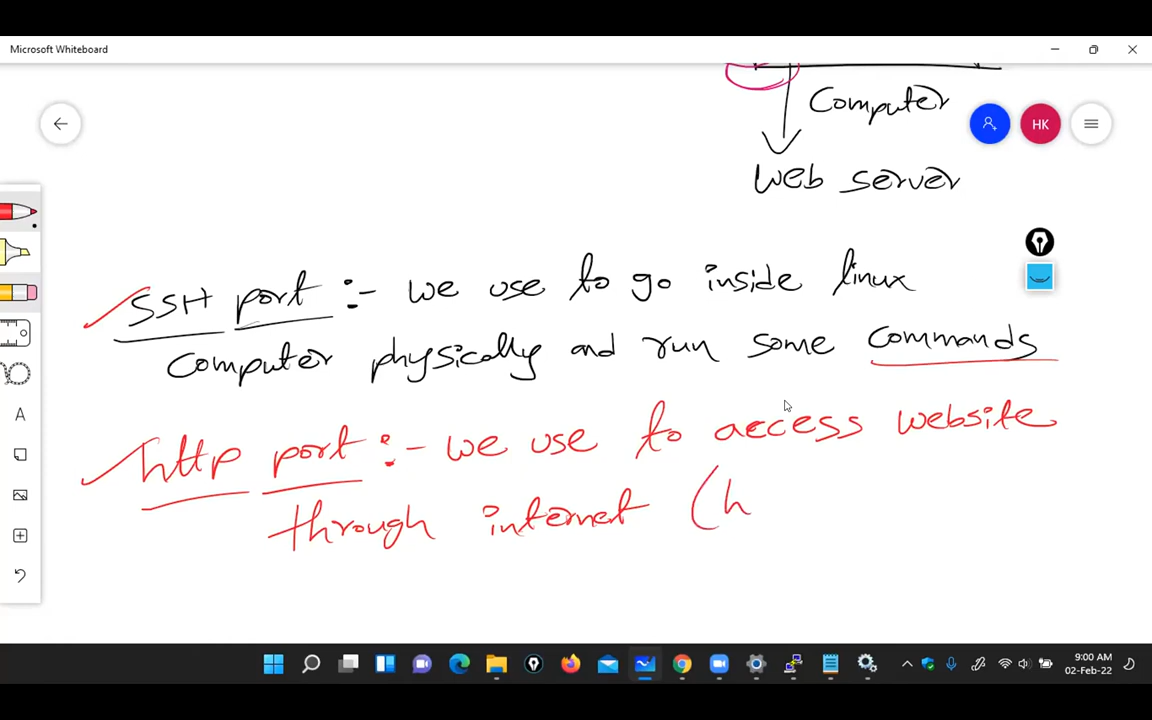 Microsoft Whiteboard
Computer
HK
Web server
SSH port :- we use to go inside linux
Computer physically and run some commands
http port :- we use to access website
through internet (h
A
9:00 AM
02-Feb-22